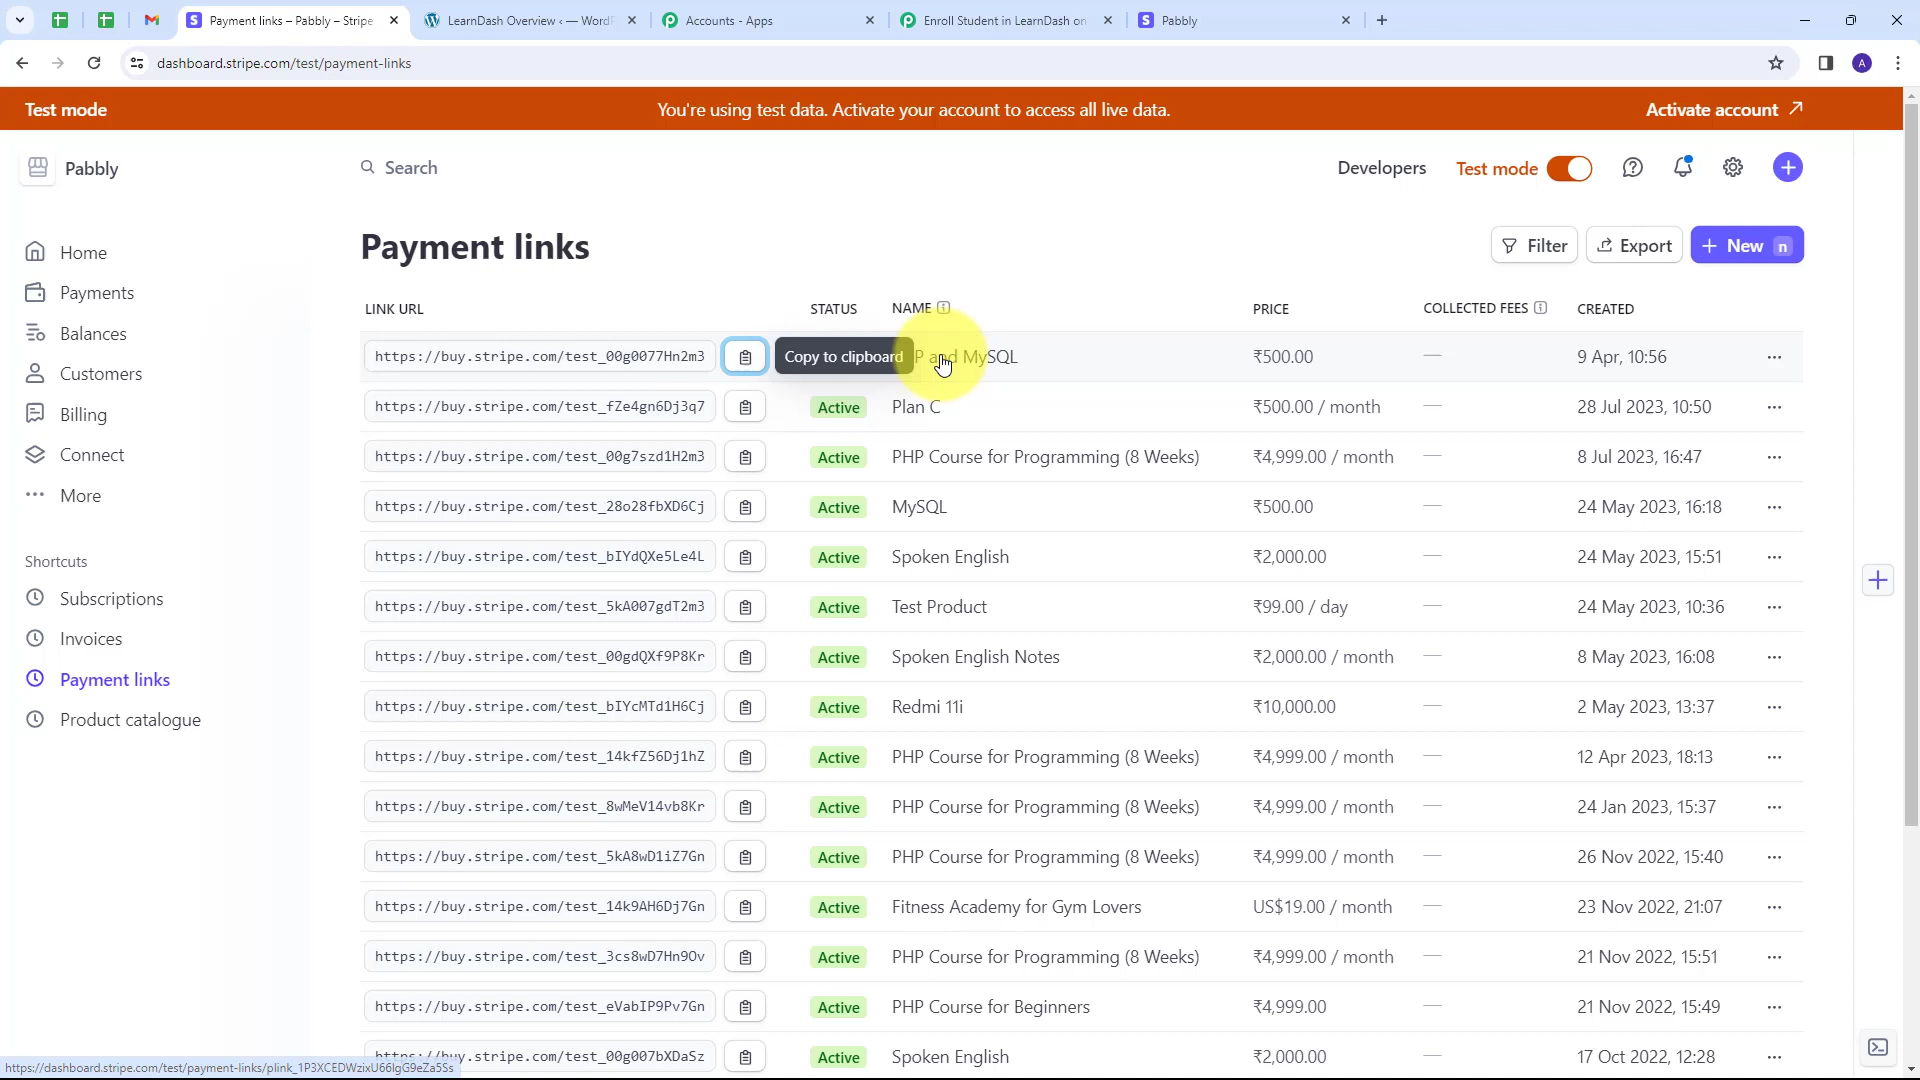 Payment links – Pabbly – Stripe
LearnDash Overview ‹ — WordP
Accounts - Apps
Enroll Student in LearnDash on
Pabbly
dashboard.stripe.com/test/payment-links
A
Test mode
You're using test data. Activate your account to access all live data.
Activate account
Pabbly
Search
Developers
Test mode
Home
Payments
Balances
Customers
Billing
Connect
More
Shortcuts
Subscriptions
Invoices
Payment links
Product catalogue
Payment links
Filter
Export
New n
LINK URL STATUS NAME PRICE COLLECTED FEES CREATED
https://buy.stripe.com/test_00g0077Hn2m3 Copy to clipboard P and MySQL ₹500.00 — 9 Apr, 10:56
https://buy.stripe.com/test_fZe4gn6Dj3q7 Active Plan C ₹500.00 / month — 28 Jul 2023, 10:50
https://buy.stripe.com/test_00g7szd1H2m3 Active PHP Course for Programming (8 Weeks) ₹4,999.00 / month — 8 Jul 2023, 16:47
https://buy.stripe.com/test_28o28fbXD6Cj Active MySQL ₹500.00 — 24 May 2023, 16:18
https://buy.stripe.com/test_bIYdQXe5Le4L Active Spoken English ₹2,000.00 — 24 May 2023, 15:51
https://buy.stripe.com/test_5kA007gdT2m3 Active Test Product ₹99.00 / day — 24 May 2023, 10:36
https://buy.stripe.com/test_00gdQXf9P8Kr Active Spoken English Notes ₹2,000.00 / month — 8 May 2023, 16:08
https://buy.stripe.com/test_bIYcMTd1H6Cj Active Redmi 11i ₹10,000.00 — 2 May 2023, 13:37
https://buy.stripe.com/test_14kfZ56Dj1hZ Active PHP Course for Programming (8 Weeks) ₹4,999.00 / month — 12 Apr 2023, 18:13
https://buy.stripe.com/test_8wMeV14vb8Kr Active PHP Course for Programming (8 Weeks) ₹4,999.00 / month — 24 Jan 2023, 15:37
https://buy.stripe.com/test_5kA8wD1iZ7Gn Active PHP Course for Programming (8 Weeks) ₹4,999.00 / month — 26 Nov 2022, 15:40
https://buy.stripe.com/test_14k9AH6Dj7Gn Active Fitness Academy for Gym Lovers US$19.00 / month — 23 Nov 2022, 21:07
https://buy.stripe.com/test_3cs8wD7Hn9Ov Active PHP Course for Programming (8 Weeks) ₹4,999.00 / month — 21 Nov 2022, 15:51
https://buy.stripe.com/test_eVabIP9Pv7Gn Active PHP Course for Beginners ₹4,999.00 — 21 Nov 2022, 15:49
https://buy.stripe.com/test_00g007bXDaSz Active Spoken English ₹2,000.00 — 17 Oct 2022, 12:28
https://dashboard.stripe.com/test/payment-links/plink_1P3XCEDWzixU66lgG9eZa5Ss